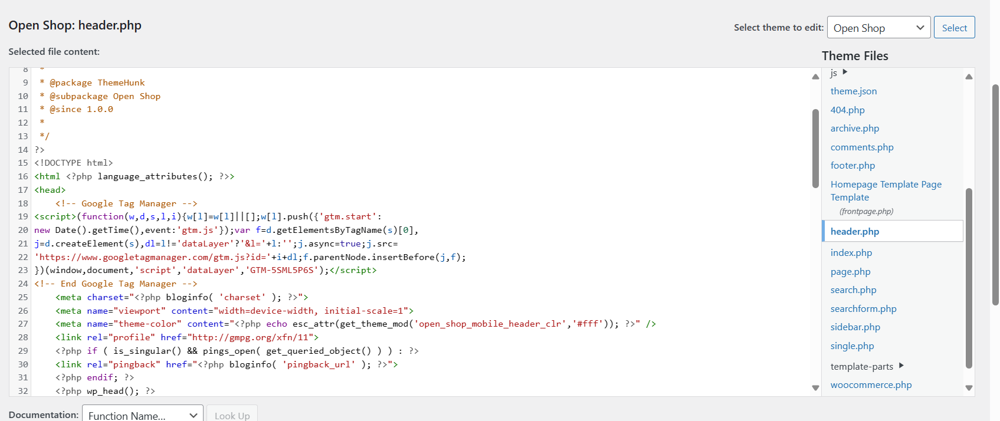 Open Shop: header.php
Select theme to edit: Open Shop Select
Selected file content:
8 *
9 * @package ThemeHunk
10 * @subpackage Open Shop
11 * @since 1.0.0
12 *
13 */
14 ?>
15 <!DOCTYPE html>
16 <html <?php language_attributes(); ?>>
17 <head>
18 <!-- Google Tag Manager -->
19 <script>(function(w,d,s,l,i){w[l]=w[l]||[];w[l].push({'gtm.start':
20 new Date().getTime(),event:'gtm.js'});var f=d.getElementsByTagName(s)[0],
21 j=d.createElement(s),dl=l!='dataLayer'?'&l='+l:'';j.async=true;j.src=
22 'https://www.googletagmanager.com/gtm.js?id='+i+dl;f.parentNode.insertBefore(j,f);
23 })(window,document,'script','dataLayer','GTM-5SML5P6S');</script>
24 <!-- End Google Tag Manager -->
25 <meta charset="<?php bloginfo( 'charset' ); ?>">
26 <meta name="viewport" content="width=device-width, initial-scale=1">
27 <meta name="theme-color" content="<?php echo esc_attr(get_theme_mod('open_shop_mobile_header_clr','#fff')); ?>" />
28 <link rel="profile" href="http://gmpg.org/xfn/11">
29 <?php if ( is_singular() && pings_open( get_queried_object() ) ) : ?>
30 <link rel="pingback" href="<?php bloginfo( 'pingback_url' ); ?>">
31 <?php endif; ?>
32 <?php wp_head(); ?>
Theme Files
js
theme.json
404.php
archive.php
comments.php
footer.php
Homepage Template Page
Template
(frontpage.php)
header.php
index.php
page.php
search.php
searchform.php
sidebar.php
single.php
template-parts
woocommerce.php
Documentation: Function Name... Look Up